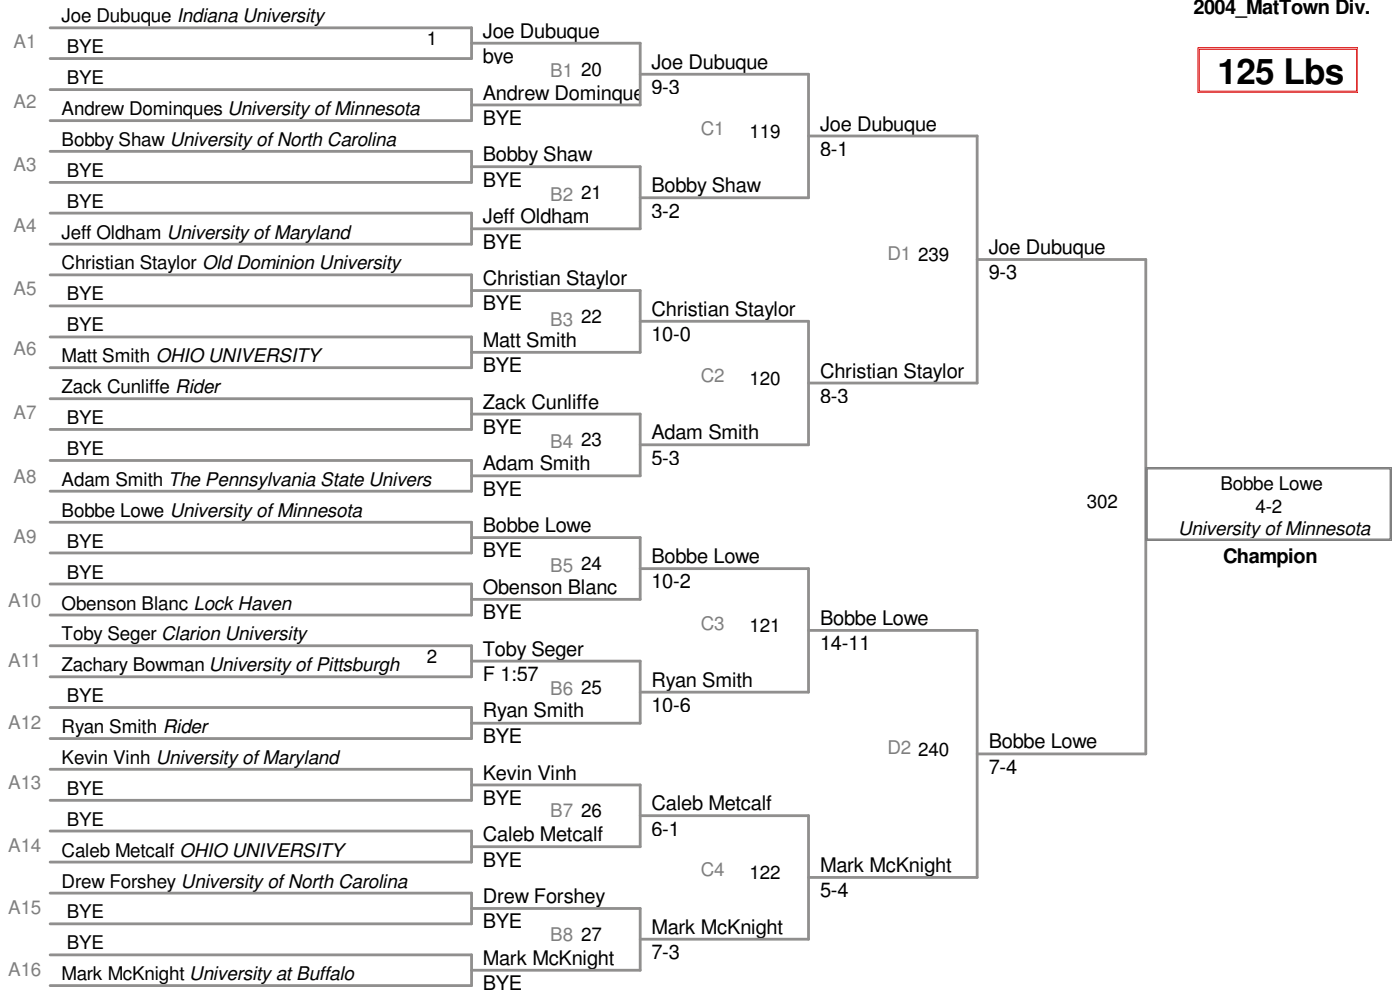 2004_MatTown Div.
125 Lbs
Joe Dubuque Indiana University
A1
BYE
1
BYE
A2
Andrew Dominques University of Minnesota
Bobby Shaw University of North Carolina
A3
BYE
BYE
A4
Jeff Oldham University of Maryland
Christian Staylor Old Dominion University
A5
BYE
BYE
A6
Matt Smith OHIO UNIVERSITY
Zack Cunliffe Rider
A7
BYE
BYE
A8
Adam Smith The Pennsylvania State Univers
Bobbe Lowe University of Minnesota
A9
BYE
BYE
A10
Obenson Blanc Lock Haven
Toby Seger Clarion University
A11
Zachary Bowman University of Pittsburgh
2
BYE
A12
Ryan Smith Rider
Kevin Vinh University of Maryland
A13
BYE
BYE
A14
Caleb Metcalf OHIO UNIVERSITY
Drew Forshey University of North Carolina
A15
BYE
BYE
A16
Mark McKnight University at Buffalo
Joe Dubuque
bye
B1 20
Andrew Dominque
BYE
Bobby Shaw
BYE
B2 21
Jeff Oldham
BYE
Christian Staylor
BYE
B3 22
Matt Smith
BYE
Zack Cunliffe
BYE
B4 23
Adam Smith
BYE
Bobbe Lowe
BYE
B5 24
Obenson Blanc
BYE
Toby Seger
F 1:57
B6 25
Ryan Smith
BYE
Kevin Vinh
BYE
B7 26
Caleb Metcalf
BYE
Drew Forshey
BYE
B8 27
Mark McKnight
BYE
Joe Dubuque
9-3
C1 119
Bobby Shaw
3-2
Christian Staylor
10-0
C2 120
Adam Smith
5-3
Bobbe Lowe
10-2
C3 121
Ryan Smith
10-6
Caleb Metcalf
6-1
C4 122
Mark McKnight
7-3
Joe Dubuque
8-1
D1 239
Christian Staylor
8-3
Bobbe Lowe
14-11
D2 240
Mark McKnight
5-4
Joe Dubuque
9-3
302
Bobbe Lowe
7-4
Bobbe Lowe
4-2
University of Minnesota
Champion